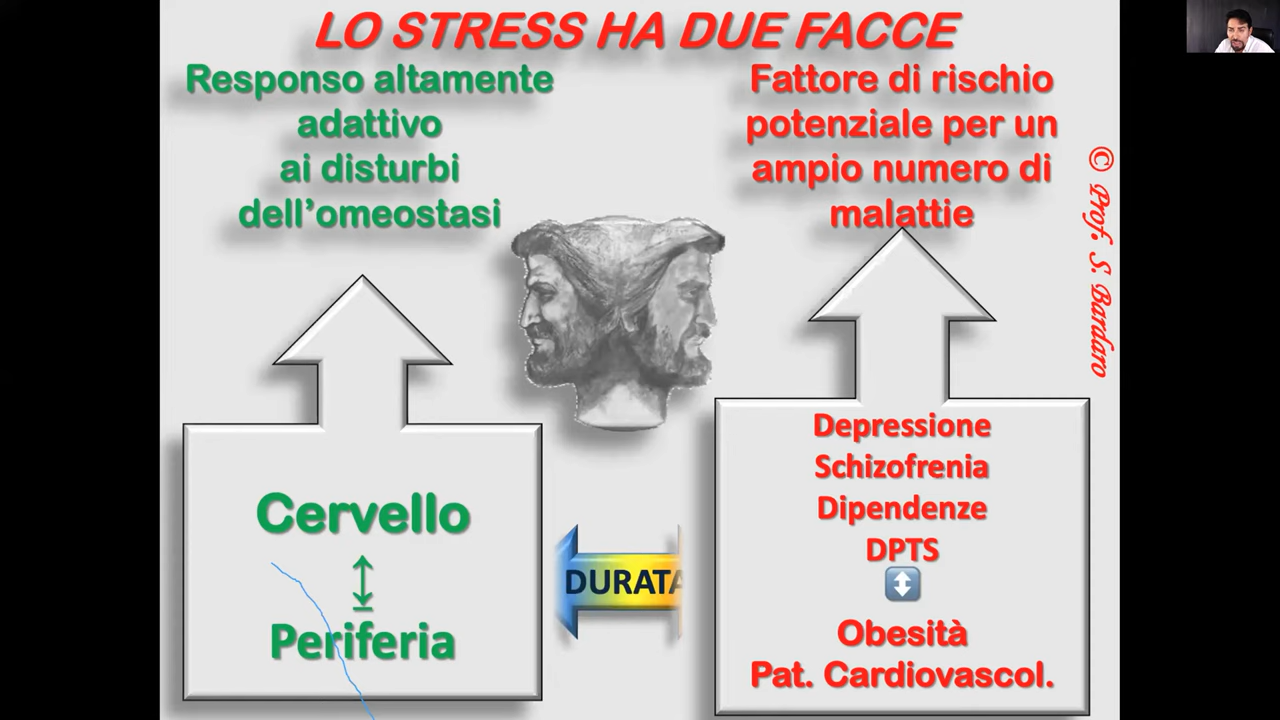 LO STRESS HA DUE FACCE
Responso altamente
adattivo
ai disturbi
dell'omeostasi
Fattore di rischio
potenziale per un
ampio numero di
malattie
© Prof. S. Bardaro
Cervello
Periferia
DURATA
Depressione
Schizofrenia
Dipendenze
DPTS
Obesità
Pat. Cardiovascol.